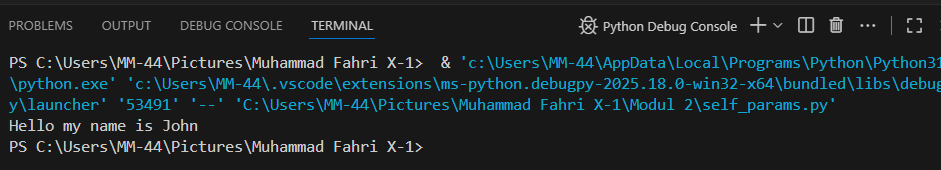 PROBLEMS OUTPUT DEBUG CONSOLE TERMINAL Python Debug Console
PS C:\Users\MM-44\Pictures\Muhammad Fahri X-1>  & 'c:\Users\MM-44\AppData\Local\Programs\Python\Python31
\python.exe' 'c:\Users\MM-44\.vscode\extensions\ms-python.debugpy-2025.18.0-win32-x64\bundled\libs\debug
y\launcher' '53491' '--' 'C:\Users\MM-44\Pictures\Muhammad Fahri X-1\Modul 2\self_params.py'
Hello my name is John
PS C:\Users\MM-44\Pictures\Muhammad Fahri X-1>